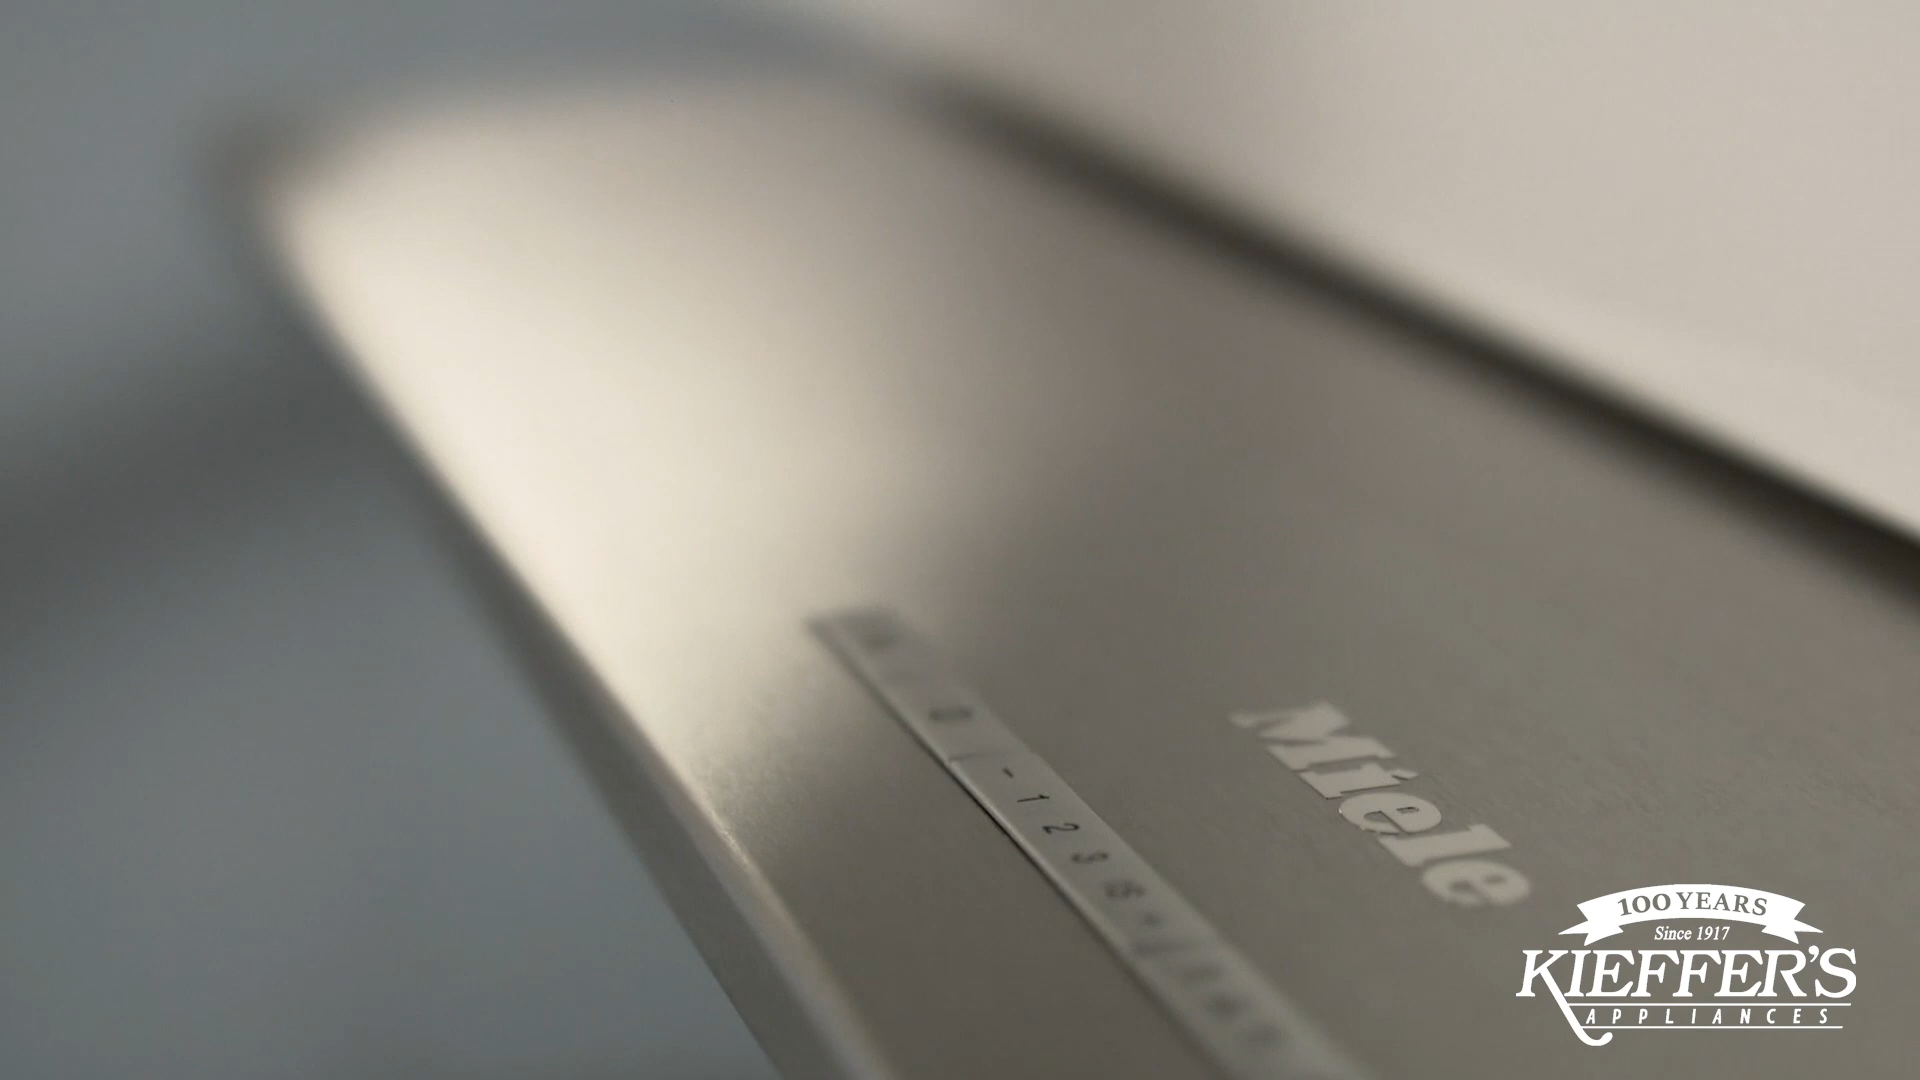 0
- 1 2 3
Miele
100 YEARS
Since 1917
KIEFFER'S
APPLIANCES